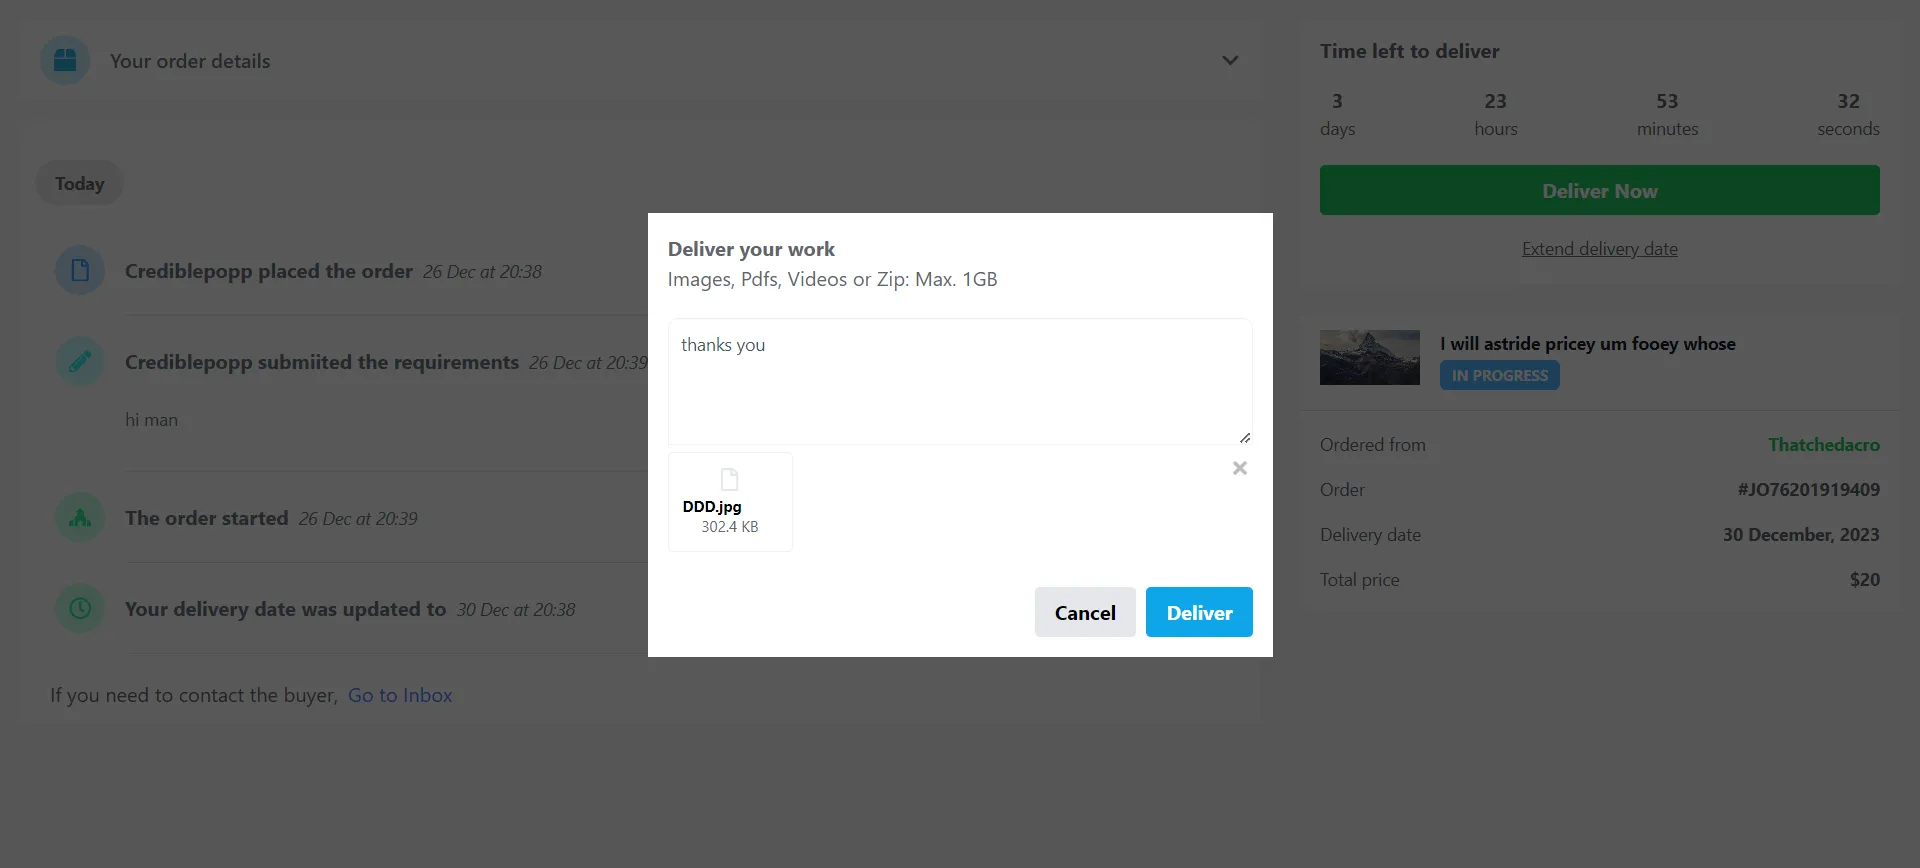 Your order details
Today
Crediblepopp placed the order 26 Dec at 20:38
Crediblepopp submiited the requirements 26 Dec at 20:39
hi man
The order started 26 Dec at 20:39
Your delivery date was updated to 30 Dec at 20:38
If you need to contact the buyer, Go to Inbox
Deliver your work
Images, Pdfs, Videos or Zip: Max. 1GB
thanks you
DDD.jpg
302.4 KB
Cancel Deliver
Time left to deliver
3 23 53 32
days hours minutes seconds
Deliver Now
Extend delivery date
I will astride pricey um fooey whose
IN PROGRESS
Ordered from Thatchedacro
Order #JO76201919409
Delivery date 30 December, 2023
Total price $20